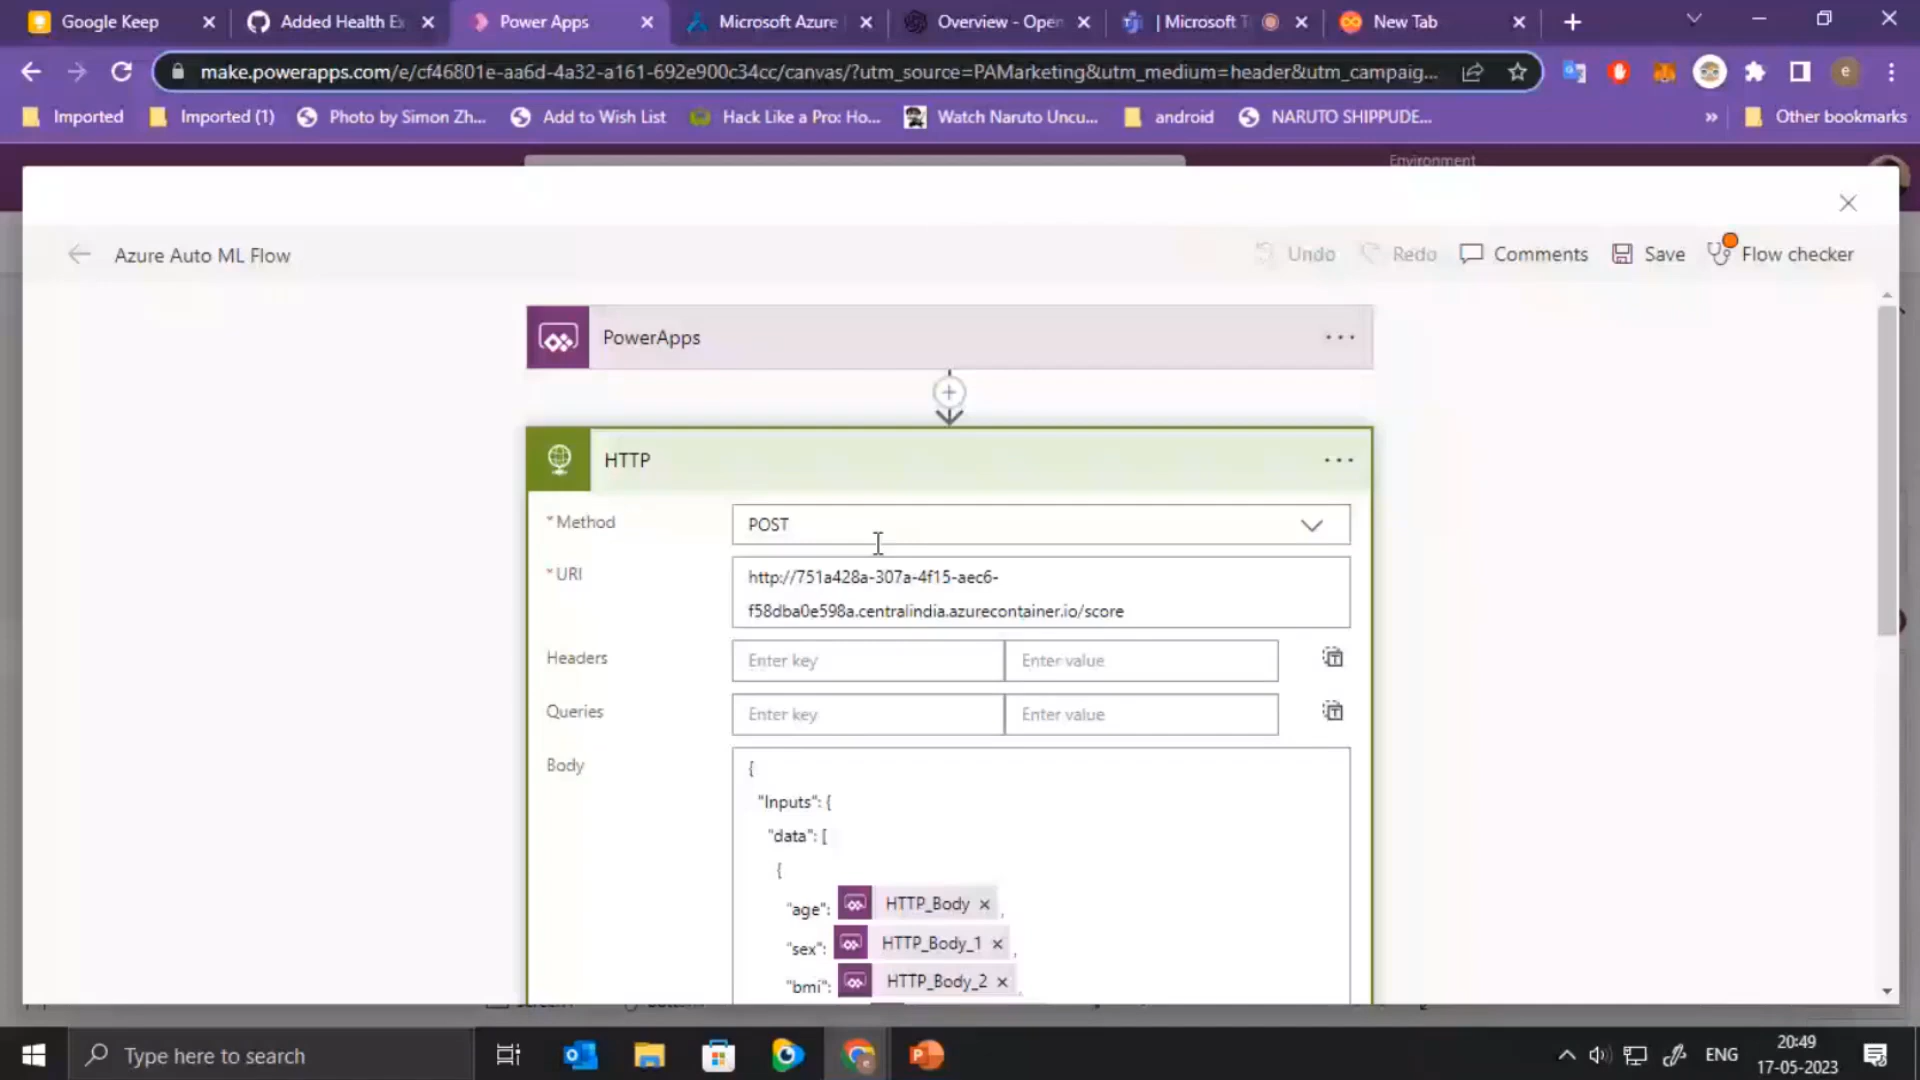 Google Keep
Added Health Ex
Power Apps
Microsoft Azure
Overview - Open
| Microsoft T
New Tab
make.powerapps.com/e/cf46801e-aa6d-4a32-a161-692e900c34cc/canvas/?utm_source=PAMarketing&utm_medium=header&utm_campaig...
e
Imported
Imported (1)
Photo by Simon Zh...
Add to Wish List
Hack Like a Pro: Ho...
Watch Naruto Uncu...
android
NARUTO SHIPPUDE...
»
Other bookmarks
Environment
Azure Auto ML Flow
Undo
Redo
Comments
Save
Flow checker
PowerApps
HTTP
* Method
POST
* URI
http://751a428a-307a-4f15-aec6-
f58dba0e598a.centralindia.azurecontainer.io/score
Headers
Enter key
Enter value
Queries
Enter key
Enter value
Body
{
"Inputs": {
"data": [
{
"age": HTTP_Body ,
"sex": HTTP_Body_1 ,
"bmi": HTTP_Body_2 ,
Type here to search
ENG
20:49
17-05-2023